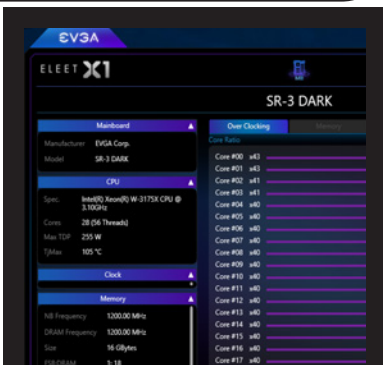 EVGA
ELEET X1
SR-3 DARK
Mainboard
Manufacturer EVGA Corp.
Model SR-3 DARK
CPU
Spec. Intel(R) Xeon(R) W-3175X CPU @ 3.10GHz
Cores 28 (56 Threads)
Max TDP 255 W
TjMax 105 °C
Clock
Memory
NB Frequency 1200.00 MHz
DRAM Frequency 1200.00 MHz
Size 16 GBytes
FSB:DRAM 1: 18
Over Clocking Memory
Core Ratio
Core #00 x43
Core #01 x43
Core #02 x41
Core #03 x41
Core #04 x40
Core #05 x40
Core #06 x40
Core #07 x40
Core #08 x40
Core #09 x40
Core #10 x40
Core #11 x40
Core #12 x40
Core #13 x40
Core #14 x40
Core #15 x40
Core #16 x40
Core #17 x40